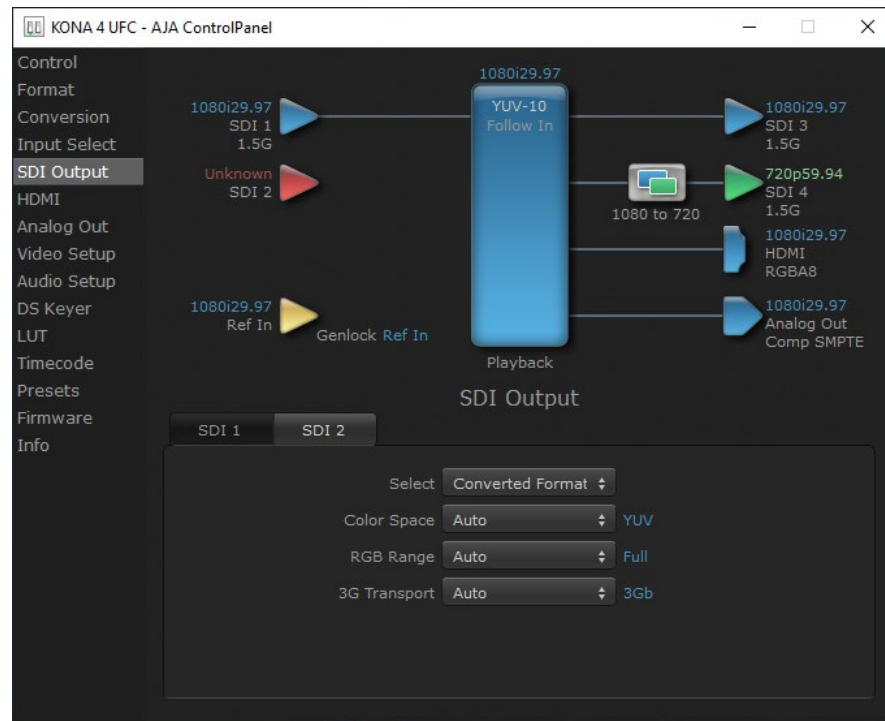 KONA 4 UFC - AJA ControlPanel
Control
Format
Conversion
Input Select
SDI Output
HDMI
Analog Out
Video Setup
Audio Setup
DS Keyer
LUT
Timecode
Presets
Firmware
Info
1080i29.97
SDI 1
1.5G
Unknown
SDI 2
1080i29.97
Ref In
Genlock Ref In
1080i29.97
YUV-10
Follow In
Playback
1080 to 720
1080i29.97
SDI 3
1.5G
720p59.94
SDI 4
1.5G
1080i29.97
HDMI
RGBA8
1080i29.97
Analog Out
Comp SMPTE
SDI Output
SDI 1 SDI 2
Select Converted Format
Color Space Auto YUV
RGB Range Auto Full
3G Transport Auto 3Gb